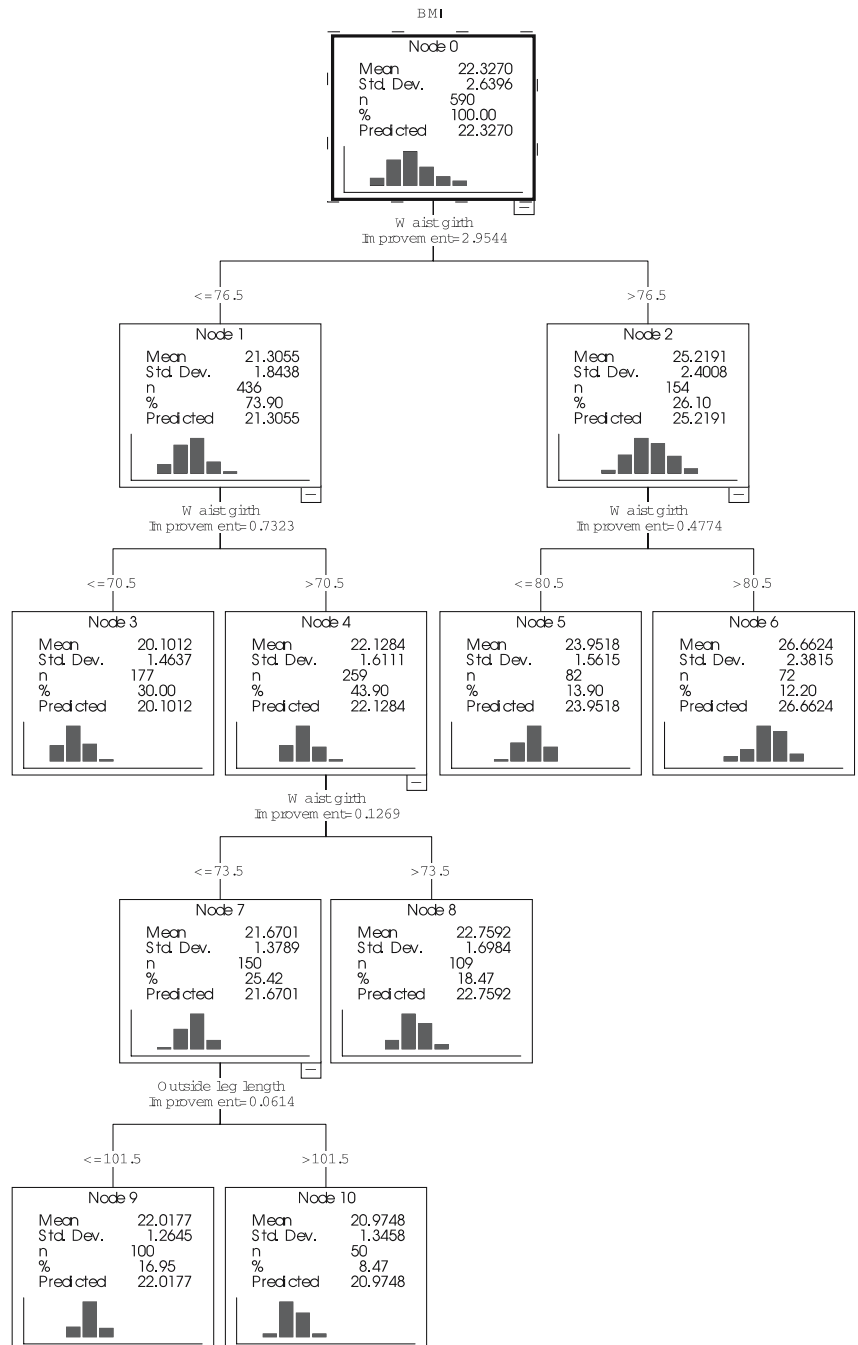 BMI
Node 0
Mean 22.3270
Std. Dev. 2.6396
n 590
% 100.00
Predicted 22.3270
Waist girth
Improvement=2.9544
<=76.5
>76.5
Node 1
Mean 21.3055
Std. Dev. 1.8438
n 436
% 73.90
Predicted 21.3055
Node 2
Mean 25.2191
Std. Dev. 2.4008
n 154
% 26.10
Predicted 25.2191
Waist girth
Improvement=0.7323
Waist girth
Improvement=0.4774
<=70.5
>70.5
<=80.5
>80.5
Node 3
Mean 20.1012
Std. Dev. 1.4637
n 177
% 30.00
Predicted 20.1012
Node 4
Mean 22.1284
Std. Dev. 1.6111
n 259
% 43.90
Predicted 22.1284
Node 5
Mean 23.9518
Std. Dev. 1.5615
n 82
% 13.90
Predicted 23.9518
Node 6
Mean 26.6624
Std. Dev. 2.3815
n 72
% 12.20
Predicted 26.6624
Waist girth
Improvement=0.1269
<=73.5
>73.5
Node 7
Mean 21.6701
Std. Dev. 1.3789
n 150
% 25.42
Predicted 21.6701
Node 8
Mean 22.7592
Std. Dev. 1.6984
n 109
% 18.47
Predicted 22.7592
Outside leg length
Improvement=0.0614
<=101.5
>101.5
Node 9
Mean 22.0177
Std. Dev. 1.2645
n 100
% 16.95
Predicted 22.0177
Node 10
Mean 20.9748
Std. Dev. 1.3458
n 50
% 8.47
Predicted 20.9748